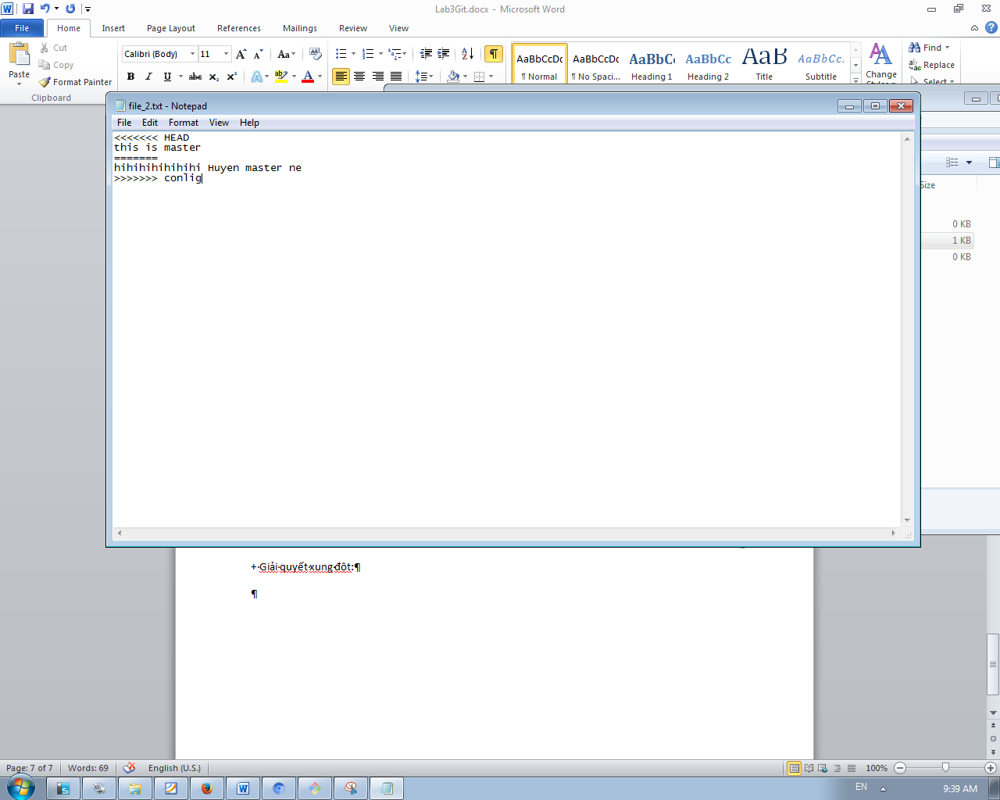 Lab3Git.docx - Microsoft Word
File Home Insert Page Layout References Mailings Review View
Paste
Cut
Copy
Format Painter
Clipboard
Calibri (Body) 11
AaBbCcDc AaBbCcDc AaBbCc AaBbCc AaB AaBbCc.
¶ Normal ¶ No Spaci... Heading 1 Heading 2 Title Subtitle
Change
Find
Replace
Select
file_2.txt - Notepad
File Edit Format View Help
<<<<<<< HEAD
this is master
=======
hihihihihihihi Huyen master ne
>>>>>>> conlig
Size
0 KB
1 KB
0 KB
+·Giải·quyết·xung·đôt:¶
¶
Page: 7 of 7 Words: 69 English (U.S.) 100%
EN 9:39 AM